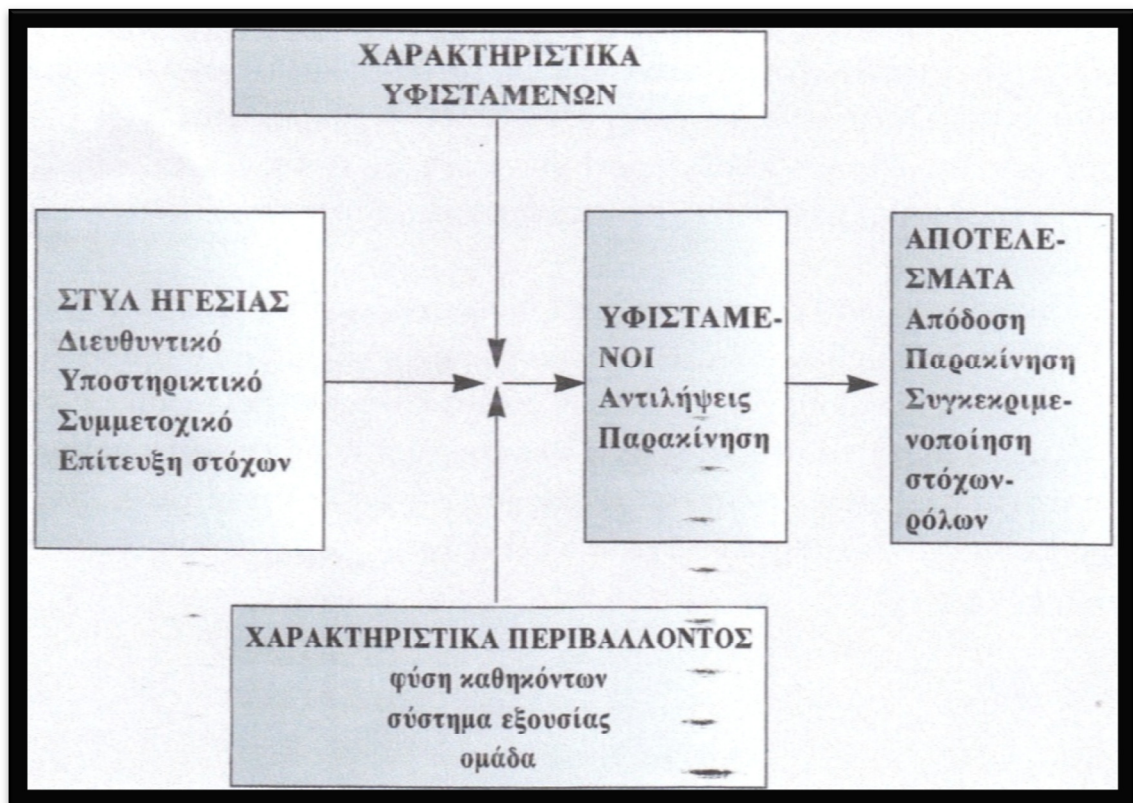 ΧΑΡΑΚΤΗΡΙΣΤΙΚΑ
ΥΦΙΣΤΑΜΕΝΩΝ
ΣΤΥΛ ΗΓΕΣΙΑΣ
Διευθυντικό
Υποστηρικτικό
Συμμετοχικό
Επίτευξη στόχων
ΥΦΙΣΤΑΜΕ-
ΝΟΙ
Αντιλήψεις
Παρακίνηση
ΑΠΟΤΕΛΕ-
ΣΜΑΤΑ
Απόδοση
Παρακίνηση
Συγκεκριμε-
νοποίηση
στόχων-
ρόλων
ΧΑΡΑΚΤΗΡΙΣΤΙΚΑ ΠΕΡΙΒΑΛΛΟΝΤΟΣ
φύση καθηκόντων
σύστημα εξουσίας
ομάδα